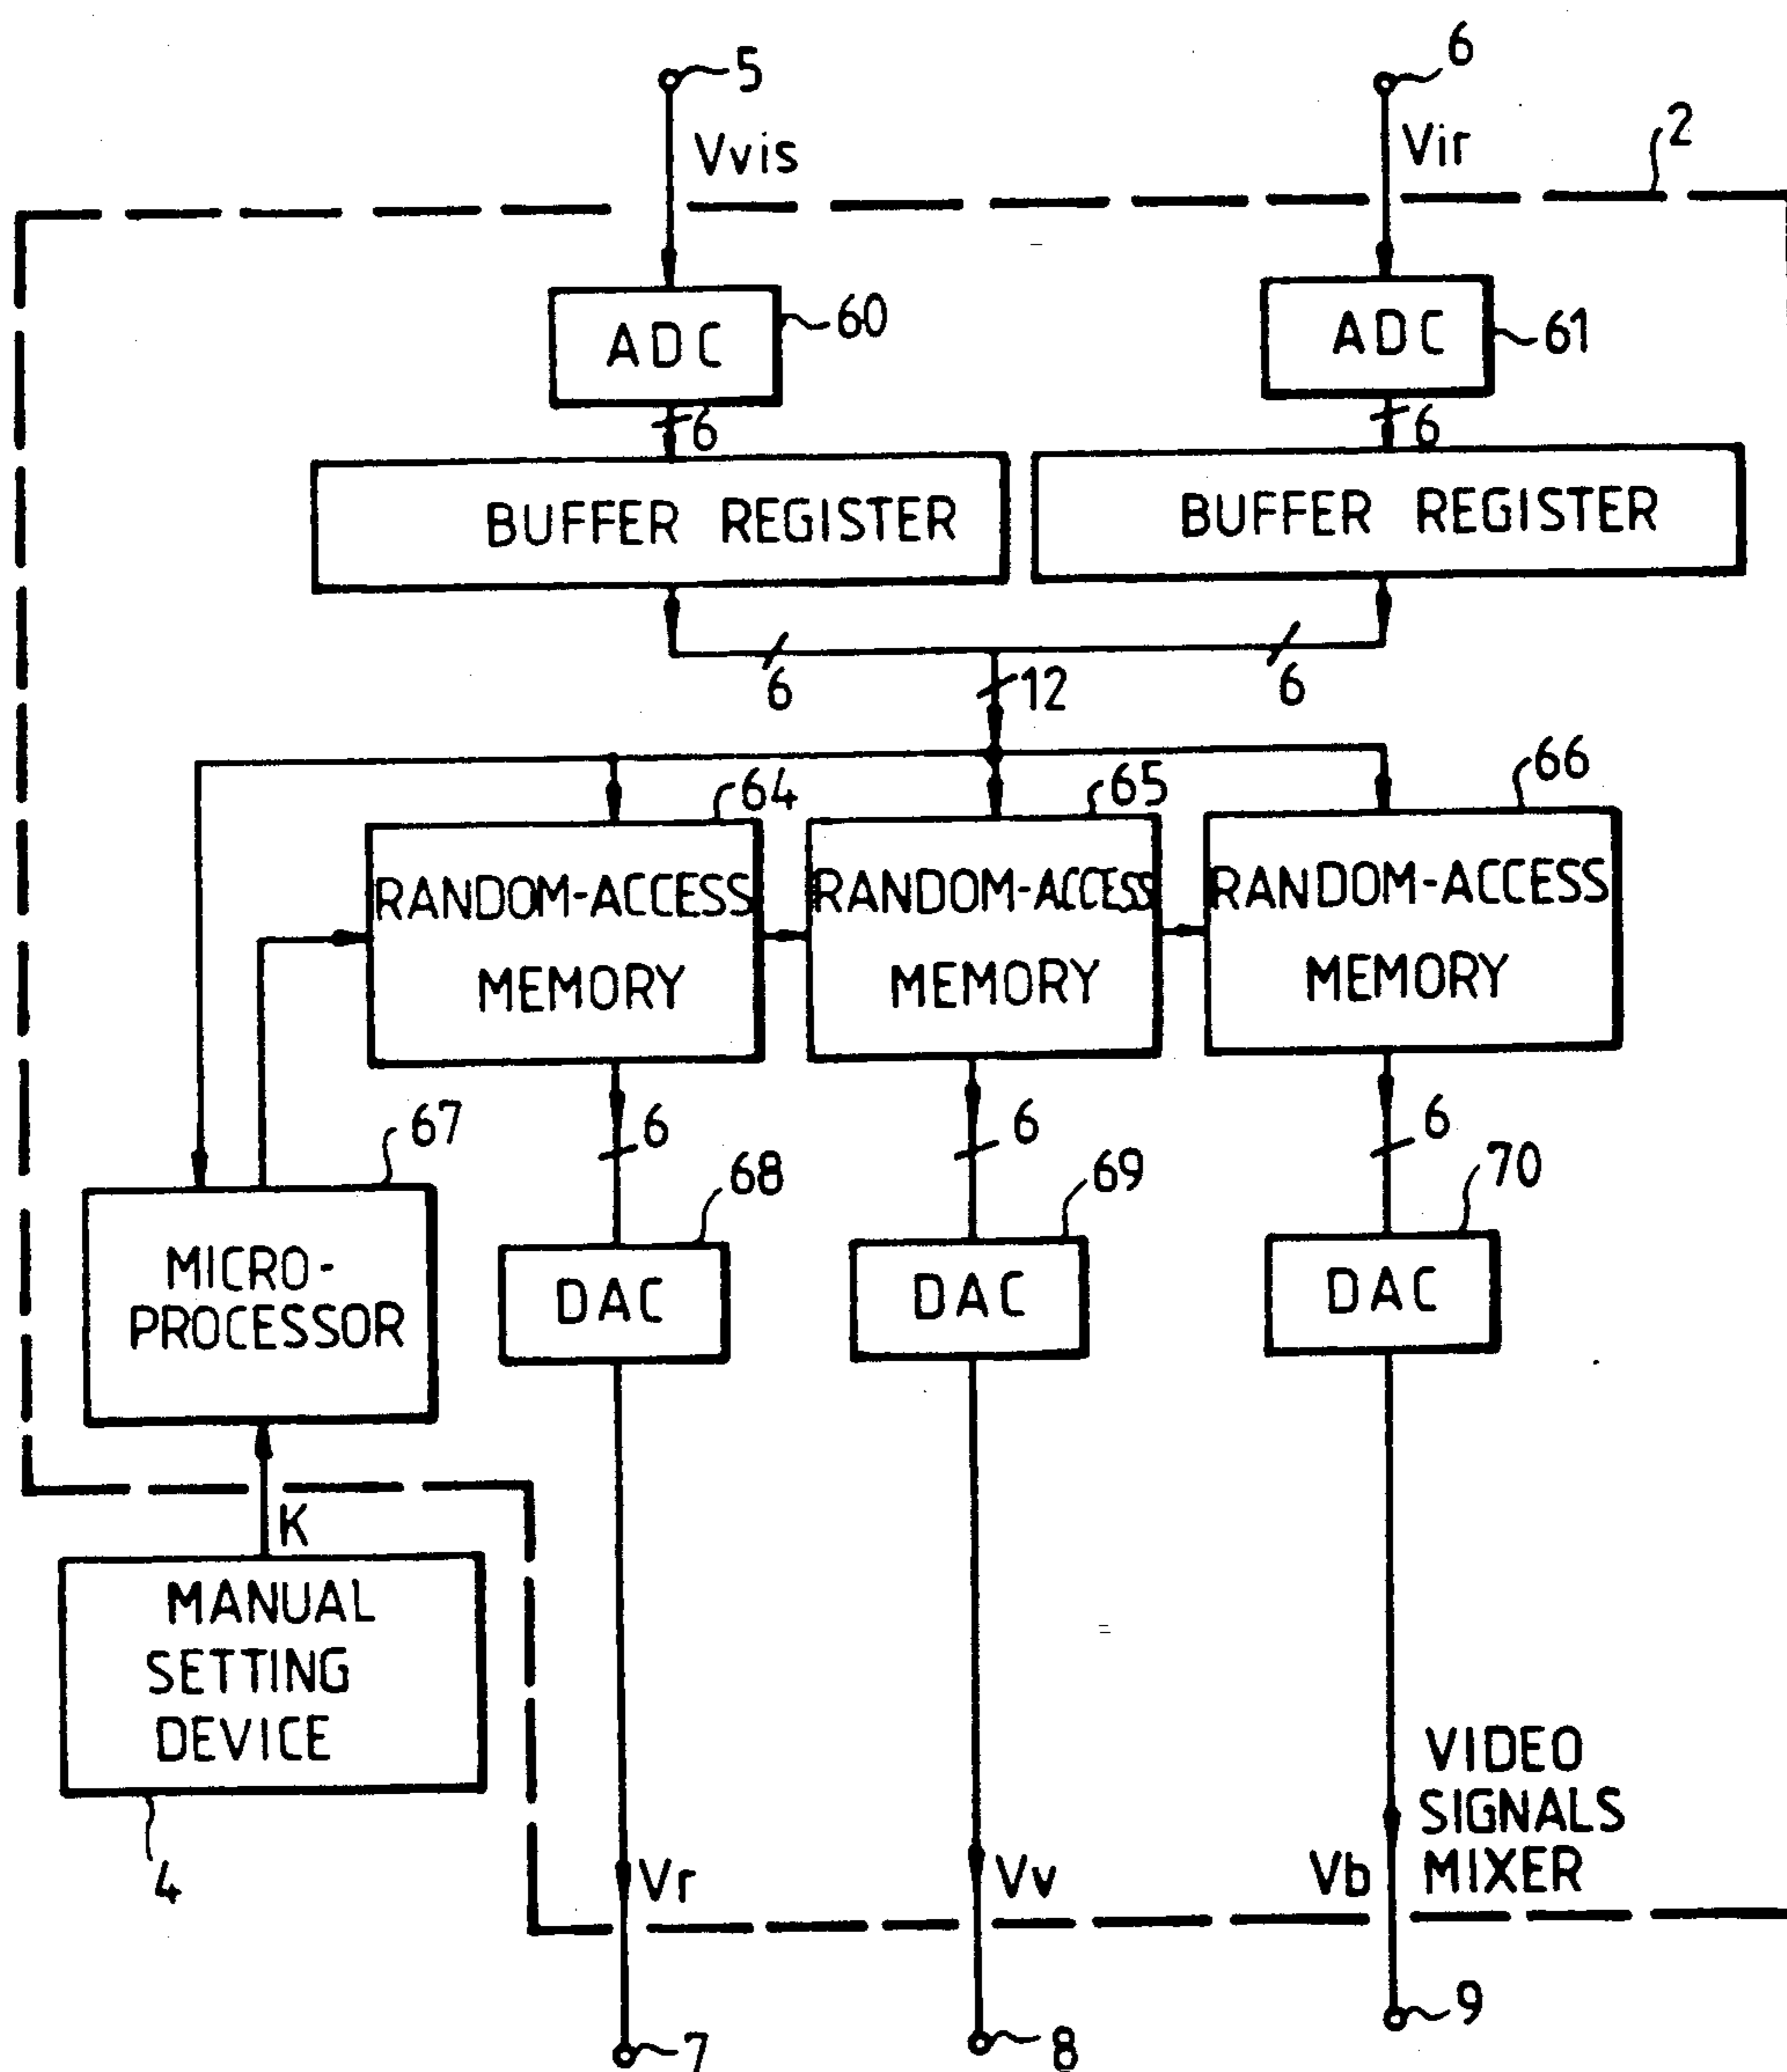 5
6
Vvis
Vir
2
ADC
60
ADC
61
6
6
BUFFER REGISTER
BUFFER REGISTER
6
12
6
64
65
66
RANDOM-ACCESS
MEMORY
RANDOM-ACCESS
MEMORY
RANDOM-ACCESS
MEMORY
67
6
6
6
68
69
70
MICRO-
PROCESSOR
DAC
DAC
DAC
K
MANUAL
SETTING
DEVICE
4
VIDEO
SIGNALS
MIXER
Vr
Vv
Vb
7
8
9